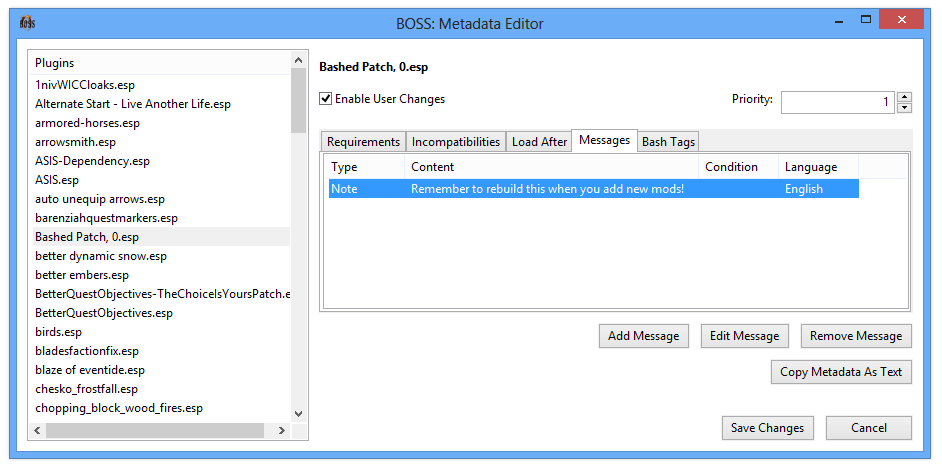 BOSS
BOSS: Metadata Editor
Plugins
1nivWICCloaks.esp
Alternate Start - Live Another Life.esp
armored-horses.esp
arrowsmith.esp
ASIS-Dependency.esp
ASIS.esp
auto unequip arrows.esp
barenziahquestmarkers.esp
Bashed Patch, 0.esp
better dynamic snow.esp
better embers.esp
BetterQuestObjectives-TheChoiceIsYoursPatch.e
BetterQuestObjectives.esp
birds.esp
bladesfactionfix.esp
blaze of eventide.esp
chesko_frostfall.esp
chopping_block_wood_fires.esp
Bashed Patch, 0.esp
Enable User Changes
Priority: 1
Requirements Incompatibilities Load After Messages Bash Tags
Type Content Condition Language
Note Remember to rebuild this when you add new mods! English
Add Message Edit Message Remove Message
Copy Metadata As Text
Save Changes Cancel